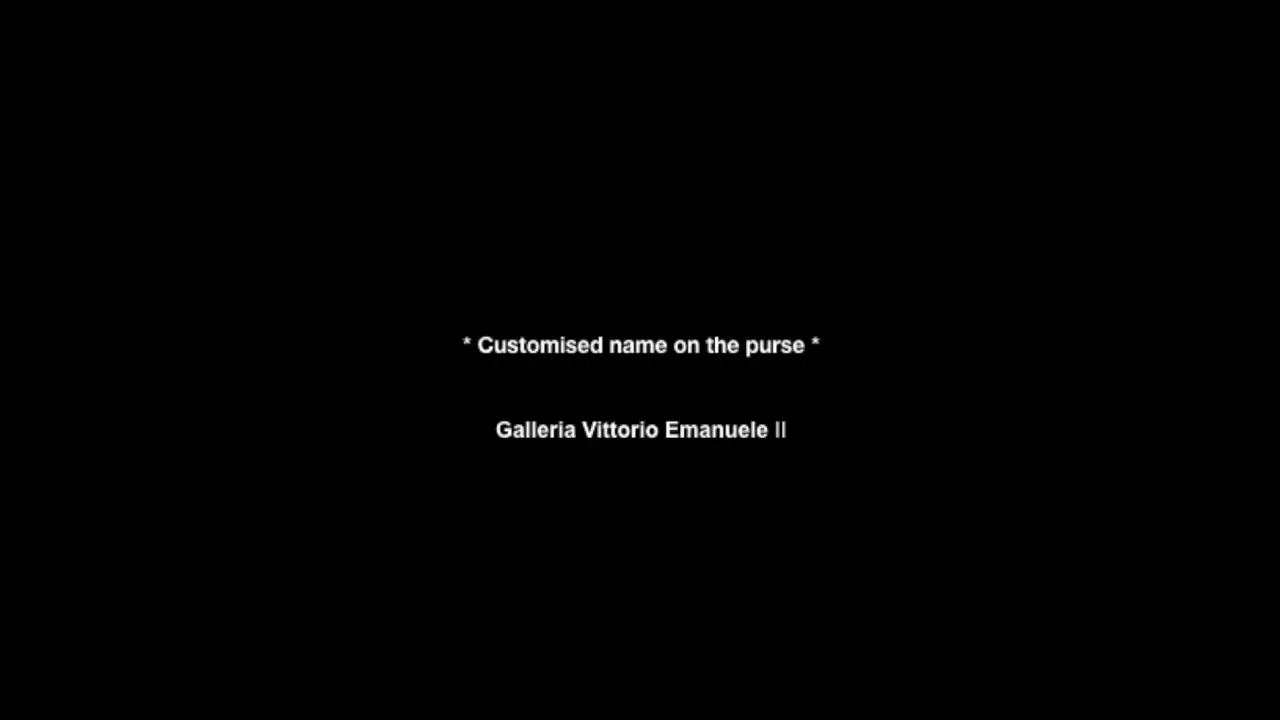 * Customised name on the purse *
Galleria Vittorio Emanuele II